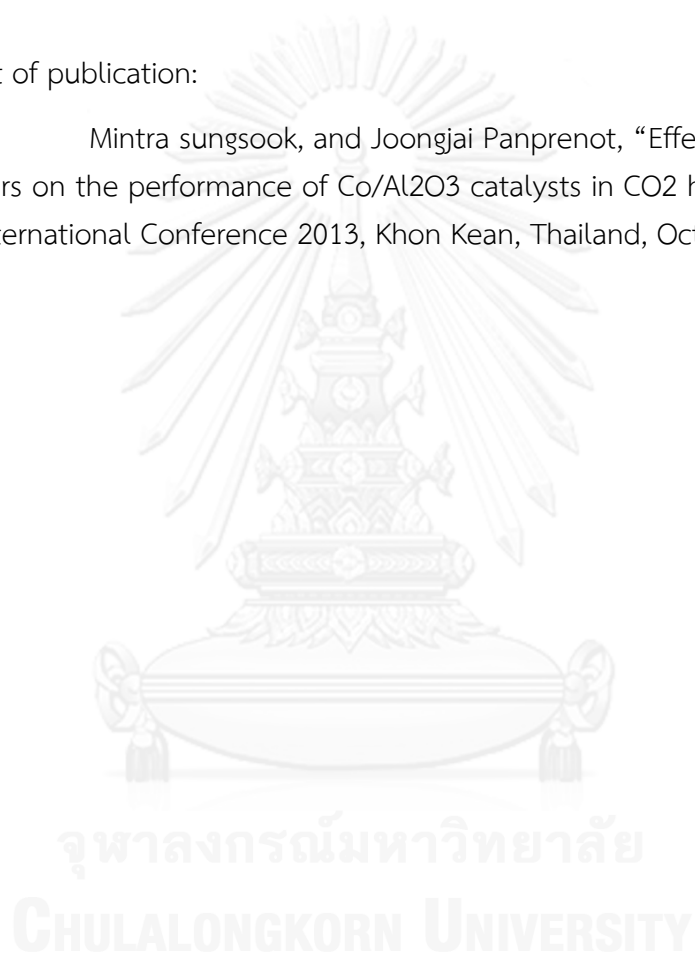 t of publication:
Mintra sungsook, and Joongjai Panprenot, “Effe
rs on the performance of Co/Al2O3 catalysts in CO2 h
ternational Conference 2013, Khon Kean, Thailand, Oct
จุฬาลงกรณ์มหาวิทยาลัย
CHULALONGKORN UNIVERSITY